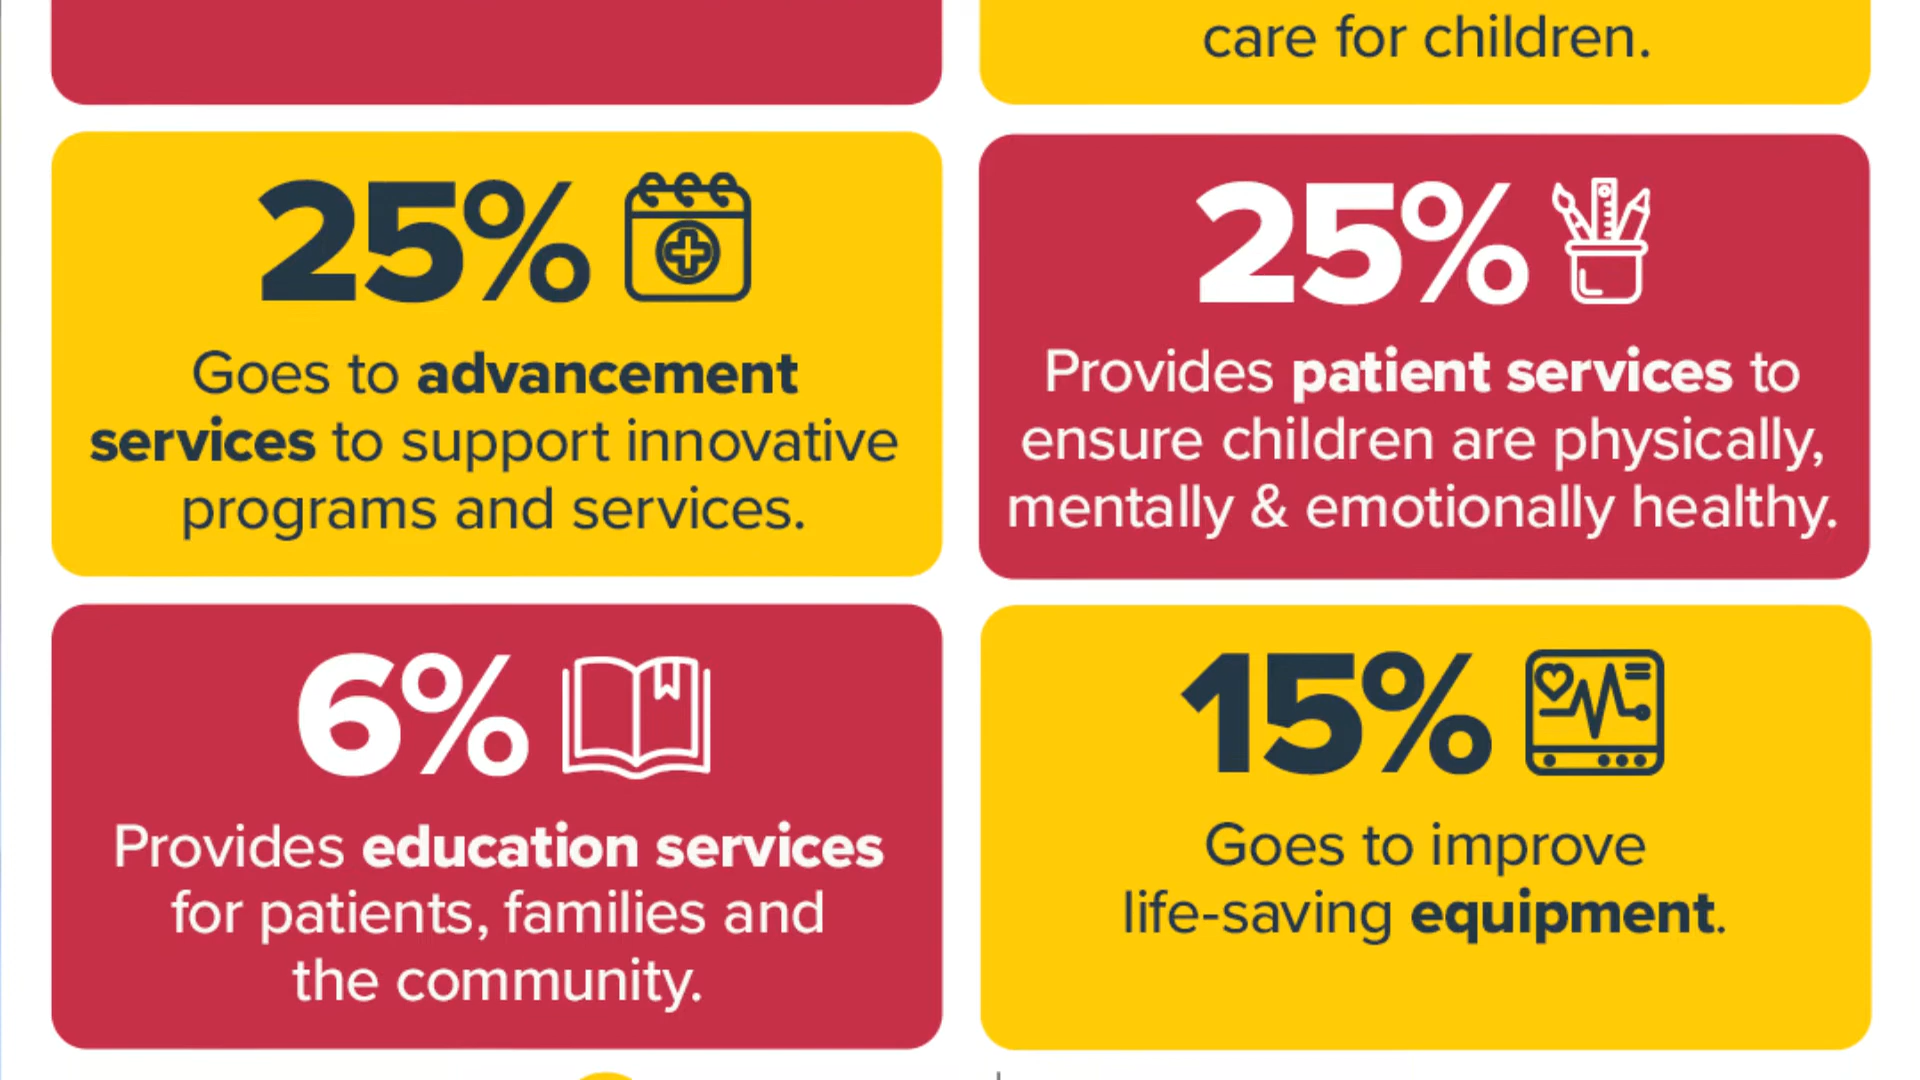 care for children.
25%
Goes to advancement
services to support innovative
programs and services.
25%
Provides patient services to
ensure children are physically,
mentally & emotionally healthy.
6%
Provides education services
for patients, families and
the community.
15%
Goes to improve
life-saving equipment.